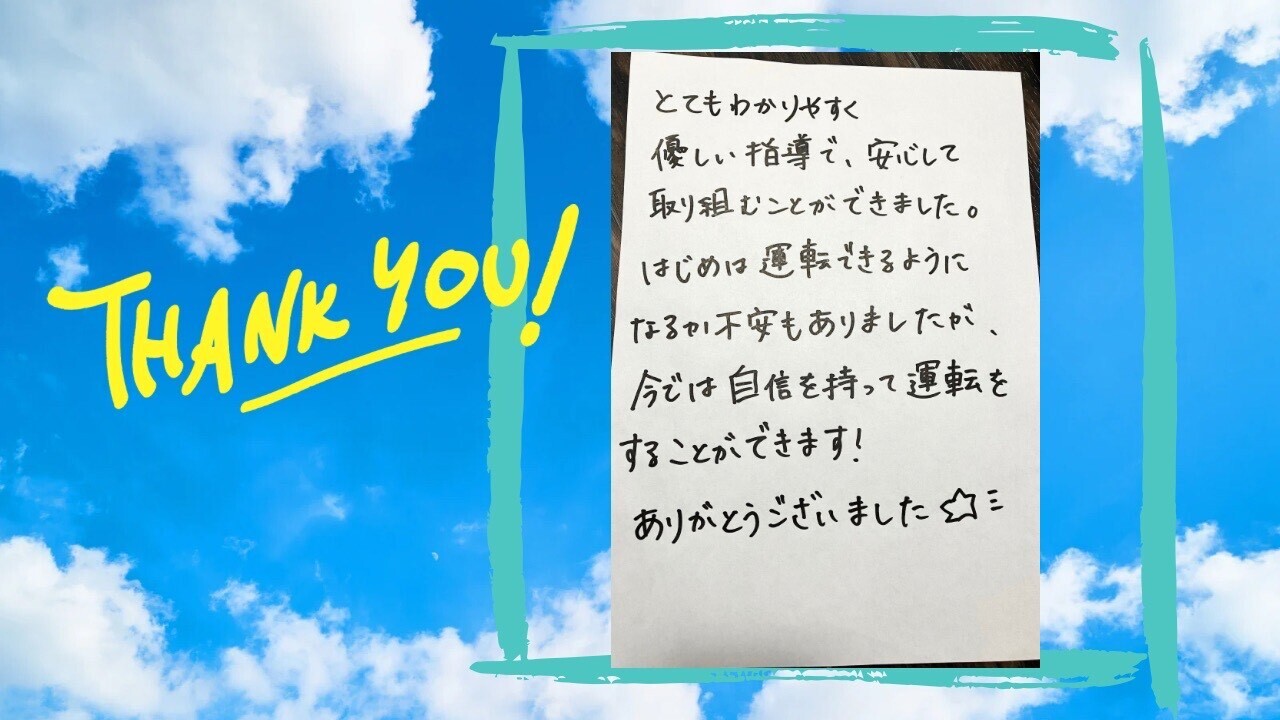 THANK YOU!
とてもわかりやすく
優しい指導で、安心して
取り組むことができました。
はじめは運転できるように
なるか不安もありましたが、
今では自信を持って運転を
することができます!
ありがとうございました☆ミ